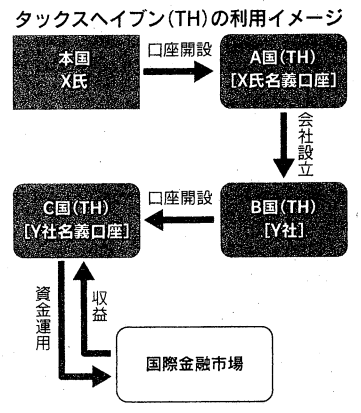 タックスヘイブン(TH)の利用イメージ
本国
X氏
口座開設
A国(TH)
[X氏名義口座]
会社設立
B国(TH)
[Y社]
口座開設
C国(TH)
[Y社名義口座]
資金運用
収益
国際金融市場